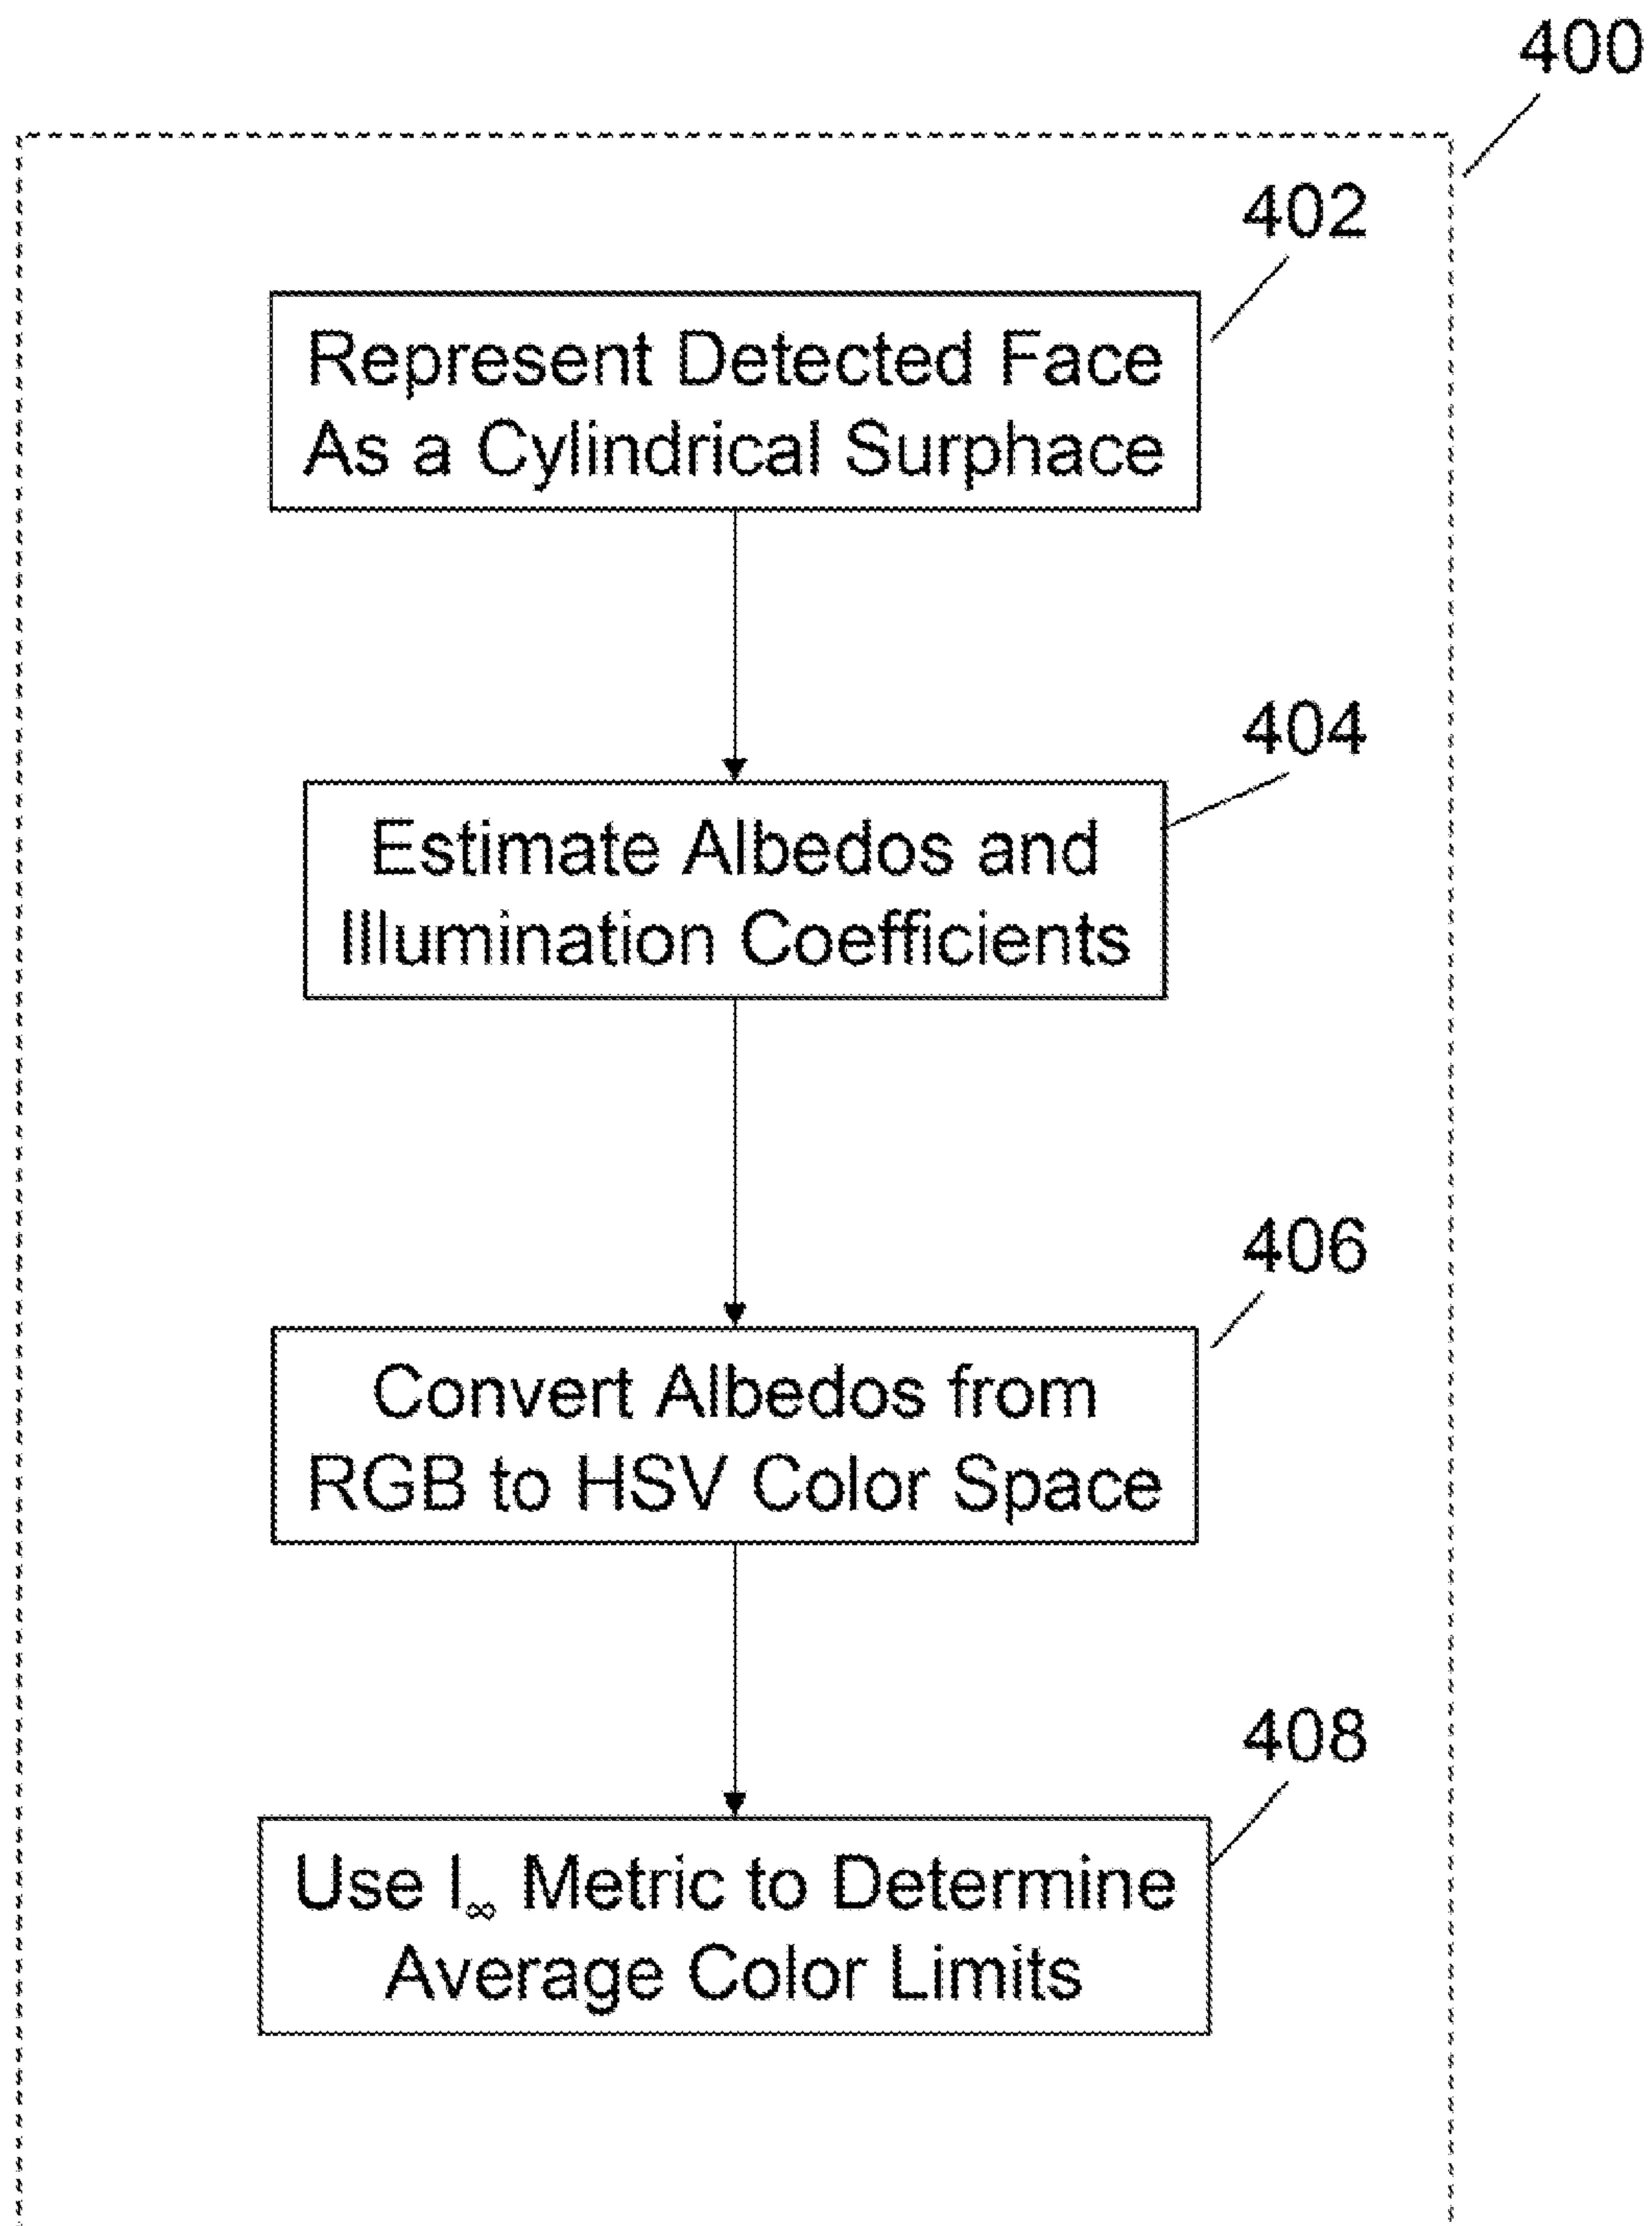 400
402
Represent Detected Face
As a Cylindrical Surphace
404
Estimate Albedos and
Illumination Coefficients
406
Convert Albedos from
RGB to HSV Color Space
408
Use l∞ Metric to Determine
Average Color Limits